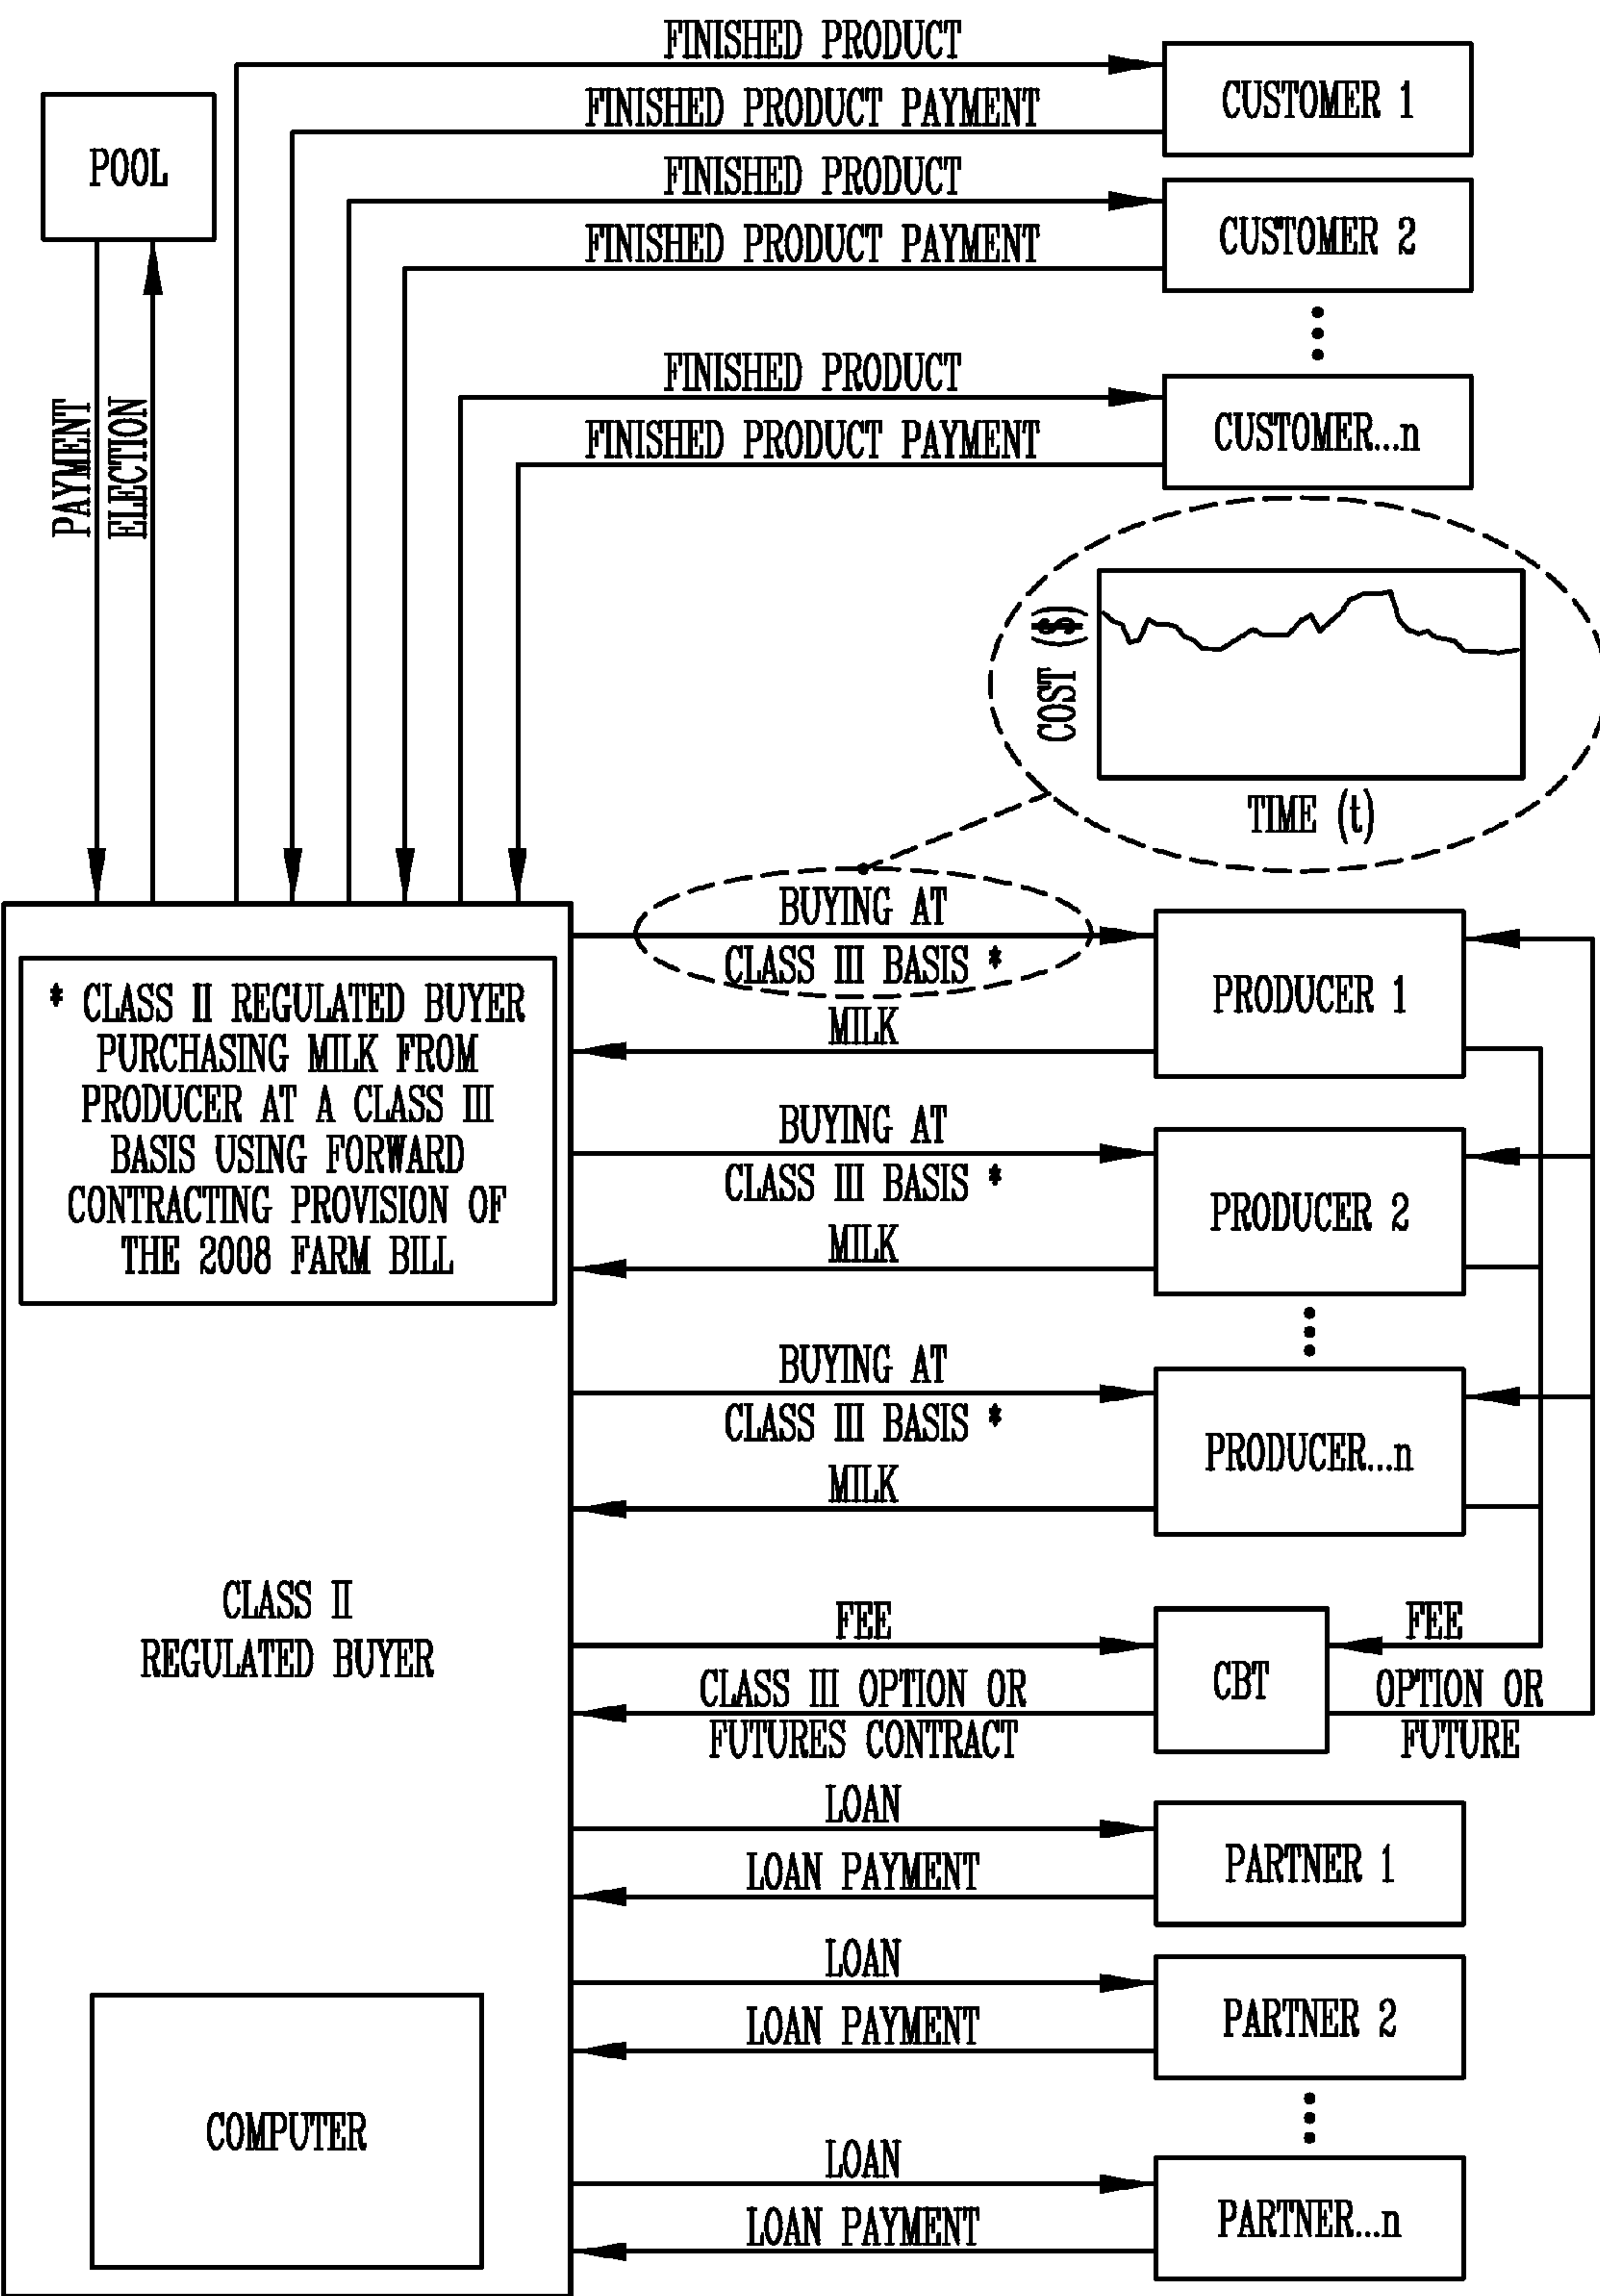 FINISHED PRODUCT
CUSTOMER 1
FINISHED PRODUCT PAYMENT
POOL
FINISHED PRODUCT
CUSTOMER 2
FINISHED PRODUCT PAYMENT
FINISHED PRODUCT
CUSTOMER...n
FINISHED PRODUCT PAYMENT
PAYMENT
ELECTION
COST ($)
TIME (t)
BUYING AT
CLASS III BASIS *
PRODUCER 1
MILK
* CLASS II REGULATED BUYER
PURCHASING MILK FROM
PRODUCER AT A CLASS III
BASIS USING FORWARD
CONTRACTING PROVISION OF
THE 2008 FARM BILL
BUYING AT
CLASS III BASIS *
PRODUCER 2
MILK
BUYING AT
CLASS III BASIS *
PRODUCER...n
MILK
CLASS II
REGULATED BUYER
FEE
CLASS III OPTION OR
FUTURES CONTRACT
CBT
FEE
OPTION OR
FUTURE
LOAN
PARTNER 1
LOAN PAYMENT
LOAN
PARTNER 2
LOAN PAYMENT
COMPUTER
LOAN
PARTNER...n
LOAN PAYMENT